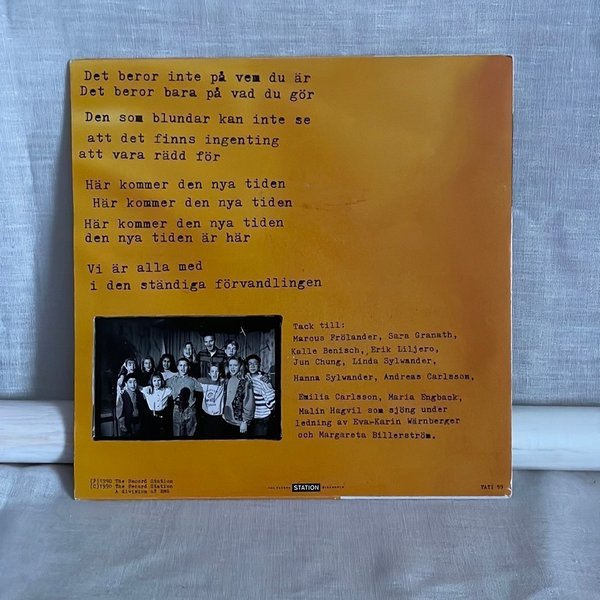 Det beror inte på vem du är
Det beror bara på vad du gör
Den som blundar kan inte se
att det finns ingenting
att vara rädd för
Här kommer den nya tiden
Här kommer den nya tiden
Här kommer den nya tiden
den nya tiden är här
Vi är alla med
i den ständiga förvandlingen
Tack till:
Marcus Frölander, Sara Granath,
Kalle Benisch, Erik Liljero,
Jun Chung, Linda Sylwander,
Hanna Sylwander, Andreas Carlsson,
Emilia Carlsson, Maria Engback,
Malin Hagvil som sjöng under
ledning av Eva-Karin Wärnberger
och Margareta Billerström.
(P)1990 The Record Station
(C)1990 The Record Station
A division of BMG
THE RECORD STATION STOCKHOLM